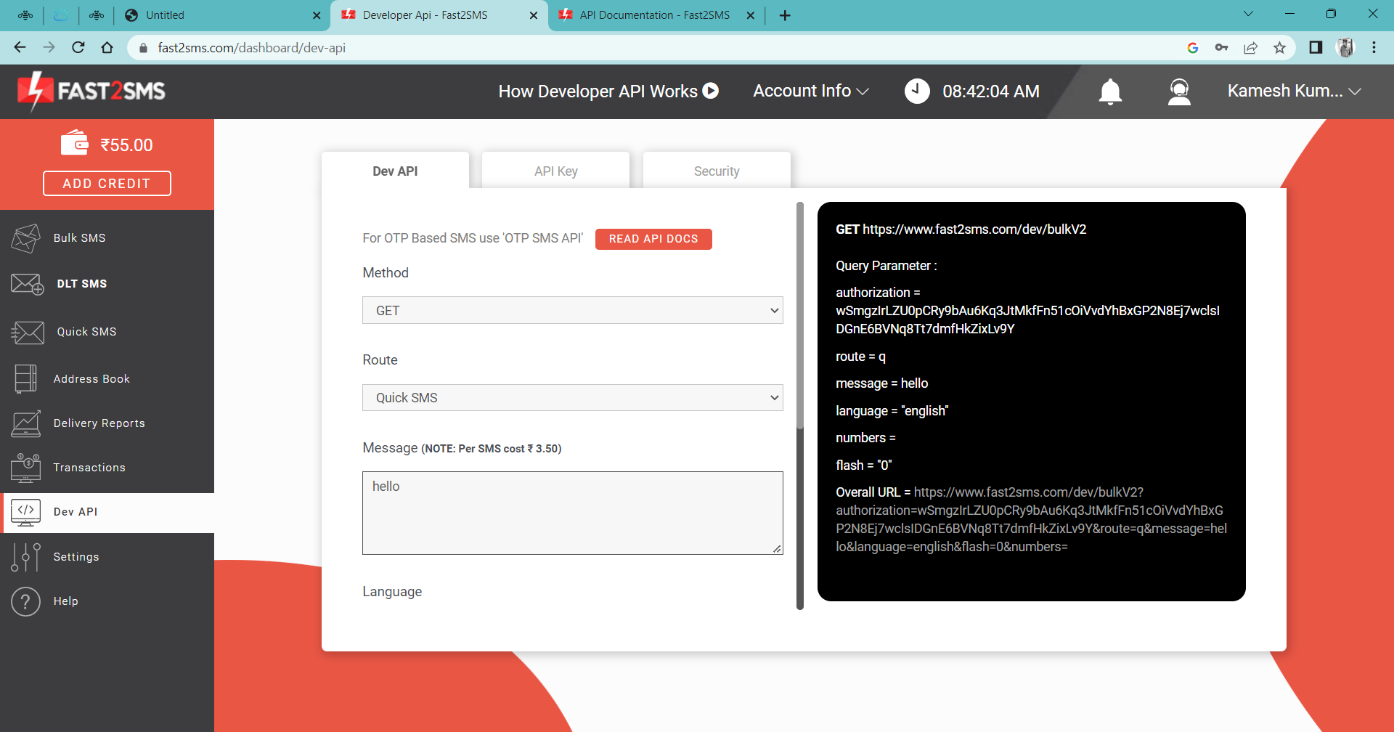 Untitled
Developer Api - Fast2SMS
API Documentation - Fast2SMS
fast2sms.com/dashboard/dev-api
FAST2SMS
How Developer API Works
Account Info
08:42:04 AM
Kamesh Kum...
₹55.00
ADD CREDIT
Bulk SMS
DLT SMS
Quick SMS
Address Book
Delivery Reports
Transactions
Dev API
Settings
Help
Dev API
API Key
Security
For OTP Based SMS use 'OTP SMS API'
READ API DOCS
Method
GET
Route
Quick SMS
Message (NOTE: Per SMS cost ₹ 3.50)
hello
Language
GET https://www.fast2sms.com/dev/bulkV2
Query Parameter :
authorization =
wSmgzIrLZU0pCRy9bAu6Kq3JtMkfFn51cOiVvdYhBxGP2N8Ej7wclsI
DGnE6BVNq8Tt7dmfHkZixLv9Y
route = q
message = hello
language = "english"
numbers =
flash = "0"
Overall URL = https://www.fast2sms.com/dev/bulkV2?
authorization=wSmgzIrLZU0pCRy9bAu6Kq3JtMkfFn51cOiVvdYhBxG
P2N8Ej7wclsIDGnE6BVNq8Tt7dmfHkZixLv9Y&route=q&message=hel
lo&language=english&flash=0&numbers=